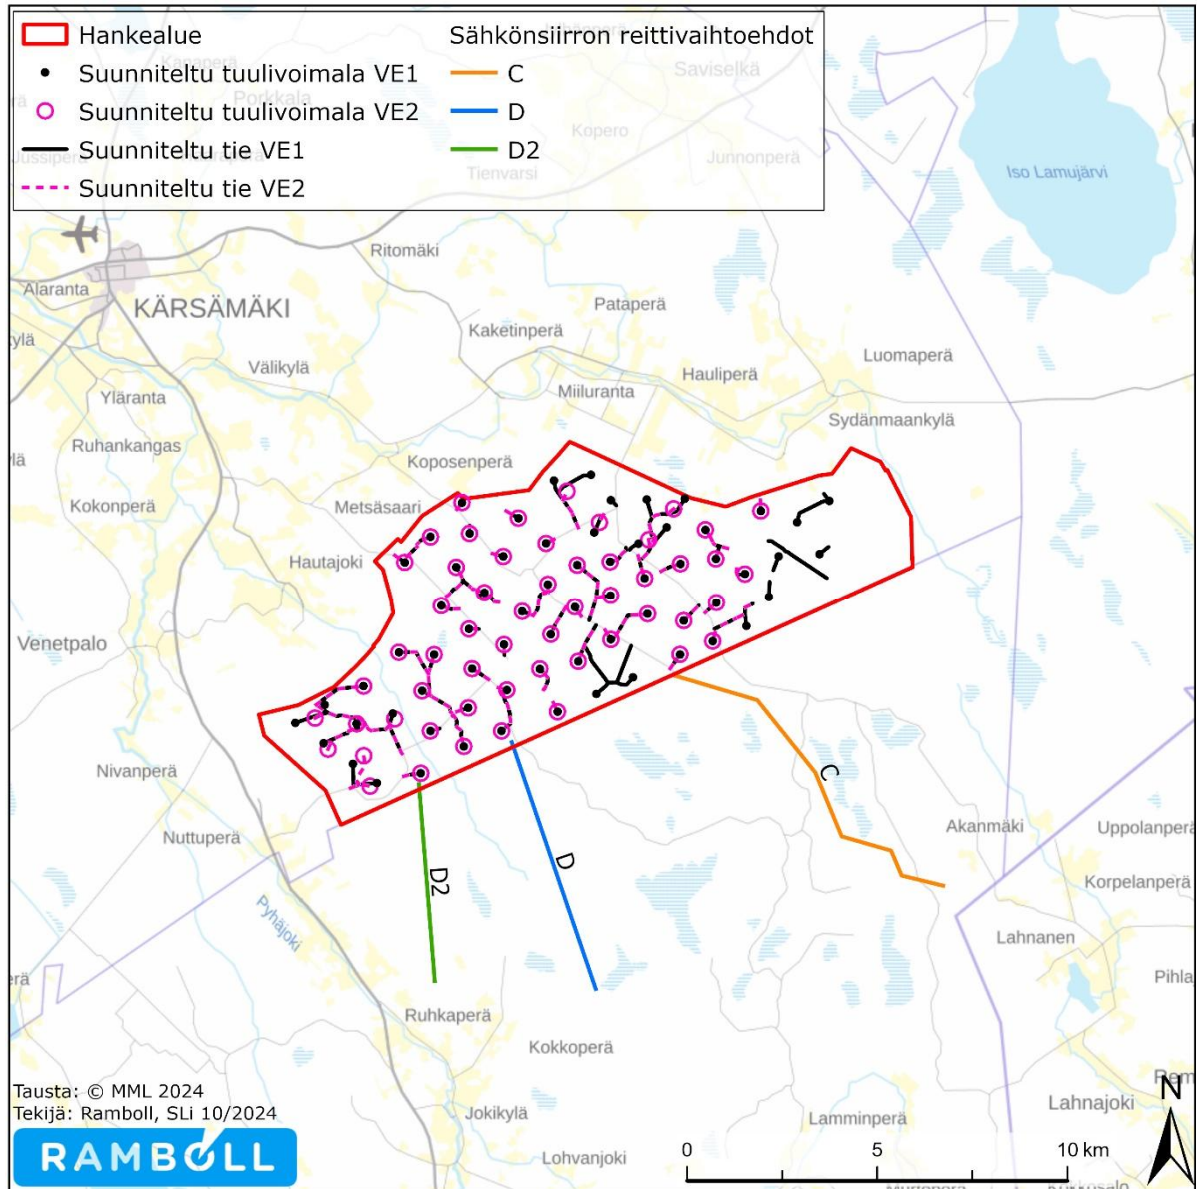 Hankealue
Suunniteltu tuulivoimala VE1
Suunniteltu tuulivoimala VE2
Suunniteltu tie VE1
Suunniteltu tie VE2
Sähkönsiirron reittivaihtoehdot
C
D
D2
Saviselkä
Porkkala
Kopero
Junnonperä
Tienvarsi
Iso Lamujärvi
Ritomäki
Alaranta
KÄRSÄMÄKI
Pataperä
Kaketinperä
Välikylä
Luomaperä
Hauliperä
Miiluranta
Yläranta
Sydänmaankylä
Ruhankangas
Koposenperä
Kokonperä
Metsäsaari
Hautajoki
Venetpalo
Nivanperä
C
Akanmäki
Uppolanperä
Nuttuperä
D
D2
Korpelanperä
Pyhäjoki
Lahnanen
Pihla
Ruhkaperä
Kokkoperä
Tausta: © MML 2024
Tekijä: Ramboll, SLi 10/2024
Jokikylä
Lamminperä
Lahnajoki
N
RAMBOLL
Lohvanjoki
0 5 10 km